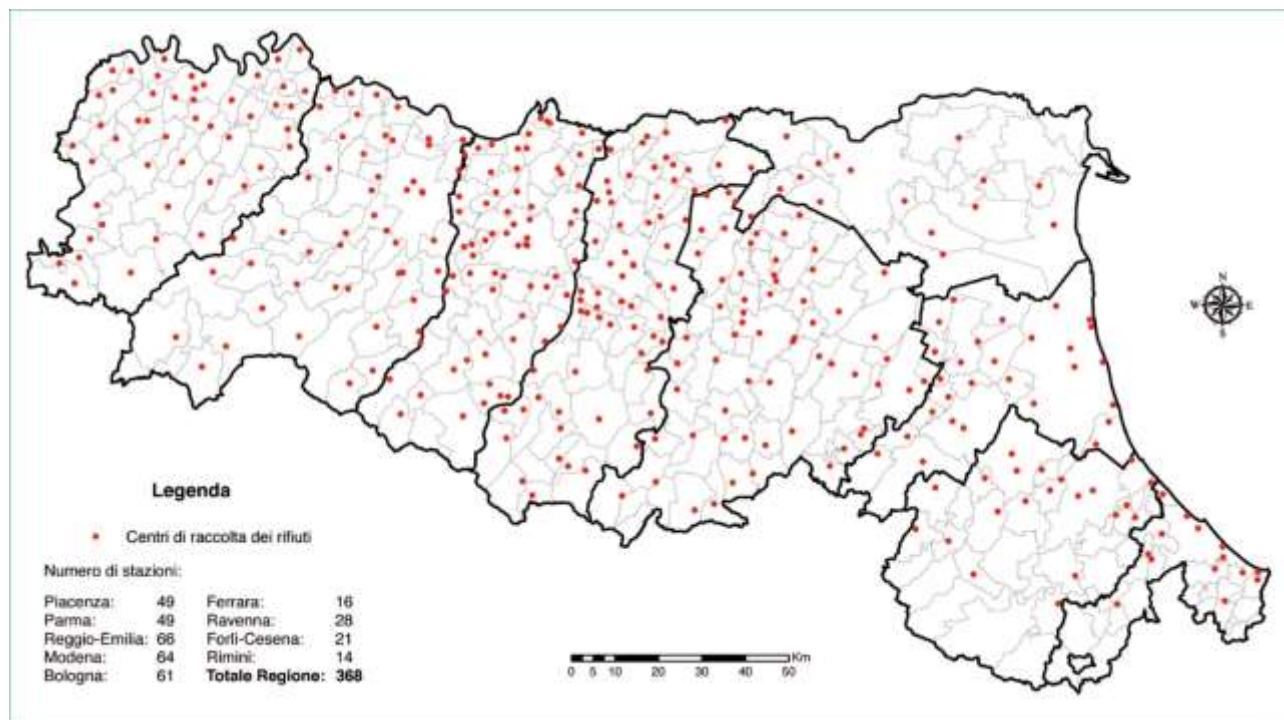 N
W E
S
Legenda
Centri di raccolta dei rifiuti
Numero di stazioni:
Piacenza: 49 Ferrara: 16
Parma: 49 Ravenna: 28
Reggio-Emilia: 66 Forlì-Cesena: 21
Modena: 64 Rimini: 14
Bologna: 61 Totale Regione: 368
Km
0 5 10 20 30 40 50